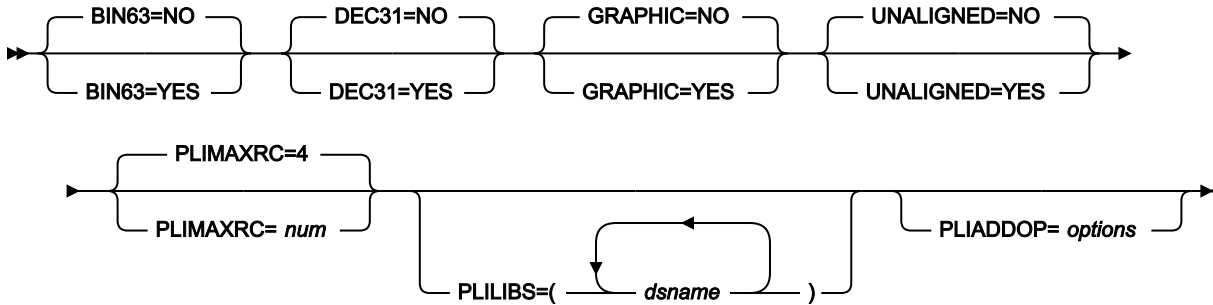 BIN63=NO DEC31=NO GRAPHIC=NO UNALIGNED=NO
BIN63=YES DEC31=YES GRAPHIC=YES UNALIGNED=YES
PLIMAXRC=4
PLIMAXRC= num PLIADDOP= options
PLILIBS=( dsname )